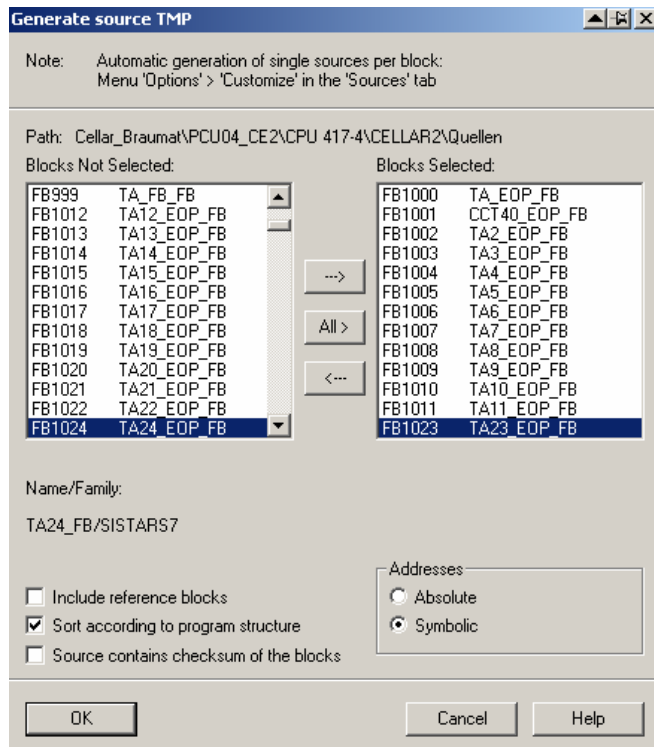 Generate source TMP
Note: Automatic generation of single sources per block:
Menu 'Options' > 'Customize' in the 'Sources' tab
Path: Cellar_Braumat\PCU04_CE2\CPU 417-4\CELLAR2\Quellen
Blocks Not Selected:
FB999 TA_FB_FB
FB1012 TA12_EOP_FB
FB1013 TA13_EOP_FB
FB1014 TA14_EOP_FB
FB1015 TA15_EOP_FB
FB1016 TA16_EOP_FB
FB1017 TA17_EOP_FB
FB1018 TA18_EOP_FB
FB1019 TA19_EOP_FB
FB1020 TA20_EOP_FB
FB1021 TA21_EOP_FB
FB1022 TA22_EOP_FB
FB1024 TA24_EOP_FB
--->
All >
<---
Blocks Selected:
FB1000 TA_EOP_FB
FB1001 CCT40_EOP_FB
FB1002 TA2_EOP_FB
FB1003 TA3_EOP_FB
FB1004 TA4_EOP_FB
FB1005 TA5_EOP_FB
FB1006 TA6_EOP_FB
FB1007 TA7_EOP_FB
FB1008 TA8_EOP_FB
FB1009 TA9_EOP_FB
FB1010 TA10_EOP_FB
FB1011 TA11_EOP_FB
FB1023 TA23_EOP_FB
Name/Family:
TA24_FB/SISTARS7
Include reference blocks
Sort according to program structure
Source contains checksum of the blocks
Addresses
Absolute
Symbolic
OK
Cancel
Help